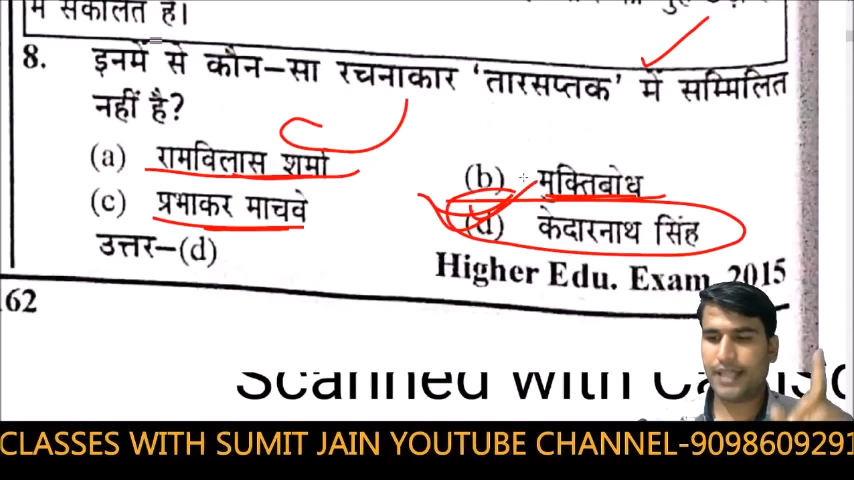 में संकलित है।
8. इनमें से कौन-सा रचनाकार 'तारसप्तक' में सम्मिलित
नहीं है?
(a) रामविलास शर्मा (b) मुक्तिबोध
(c) प्रभाकर माचवे (d) केदारनाथ सिंह
उत्तर-(d)
Higher Edu. Exam. 2015
62
Scanned with
CLASSES WITH SUMIT JAIN YOUTUBE CHANNEL-9098609291